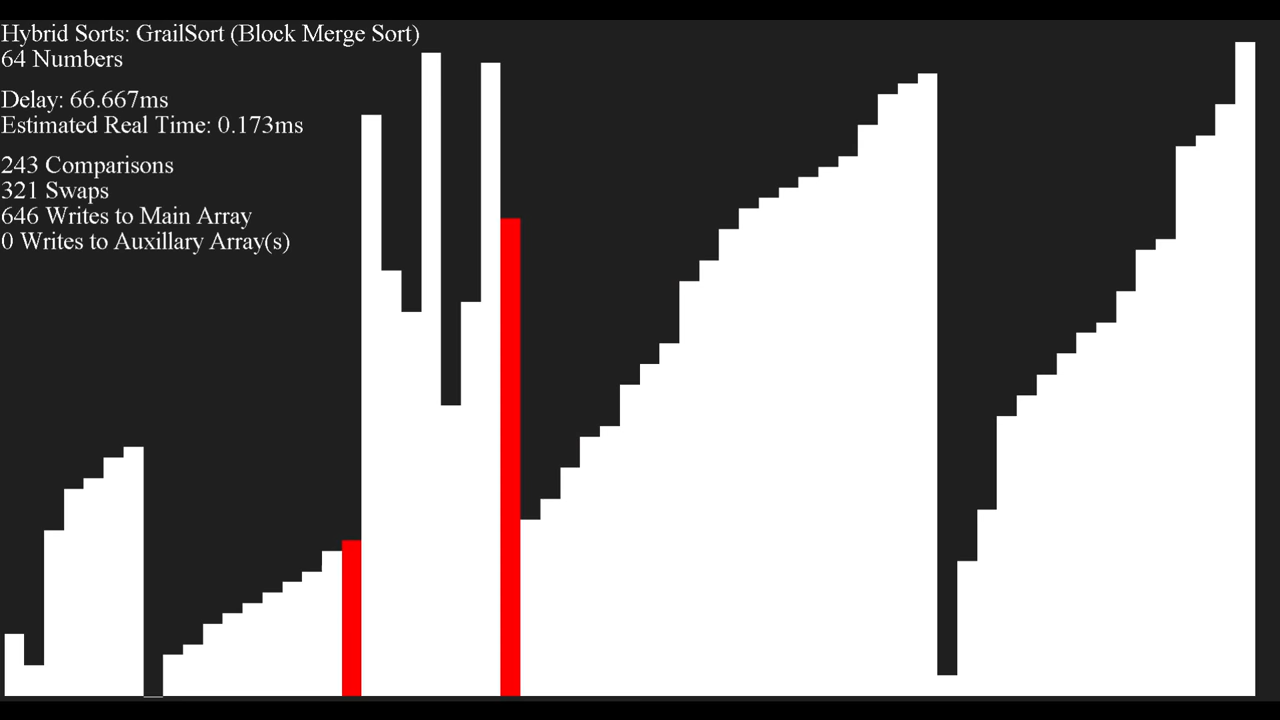 Hybrid Sorts: GrailSort (Block Merge Sort)
64 Numbers
Delay: 66.667ms
Estimated Real Time: 0.173ms
243 Comparisons
321 Swaps
646 Writes to Main Array
0 Writes to Auxillary Array(s)